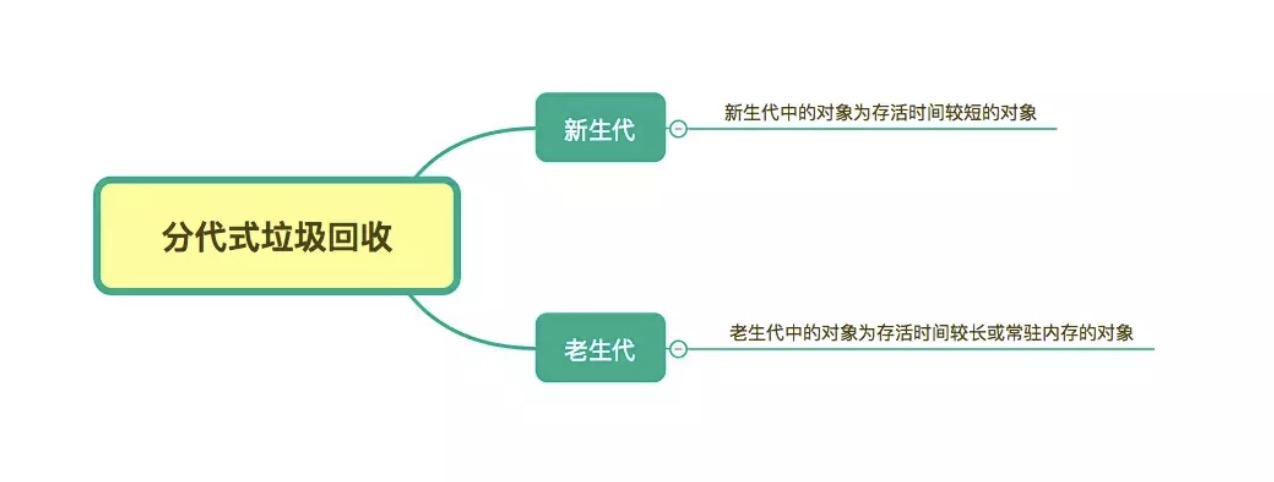 分代式垃圾回收
新生代
新生代中的对象为存活时间较短的对象
老生代
老生代中的对象为存活时间较长或常驻内存的对象